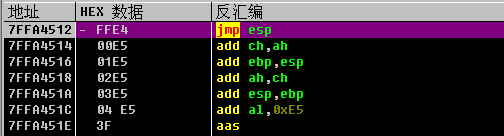 地址 HEX 数据 反汇编
7FFA4512 - FFE4 jmp esp
7FFA4514 00E5 add ch,ah
7FFA4516 01E5 add ebp,esp
7FFA4518 02E5 add ah,ch
7FFA451A 03E5 add esp,ebp
7FFA451C 04 E5 add al,0xE5
7FFA451E 3F aas